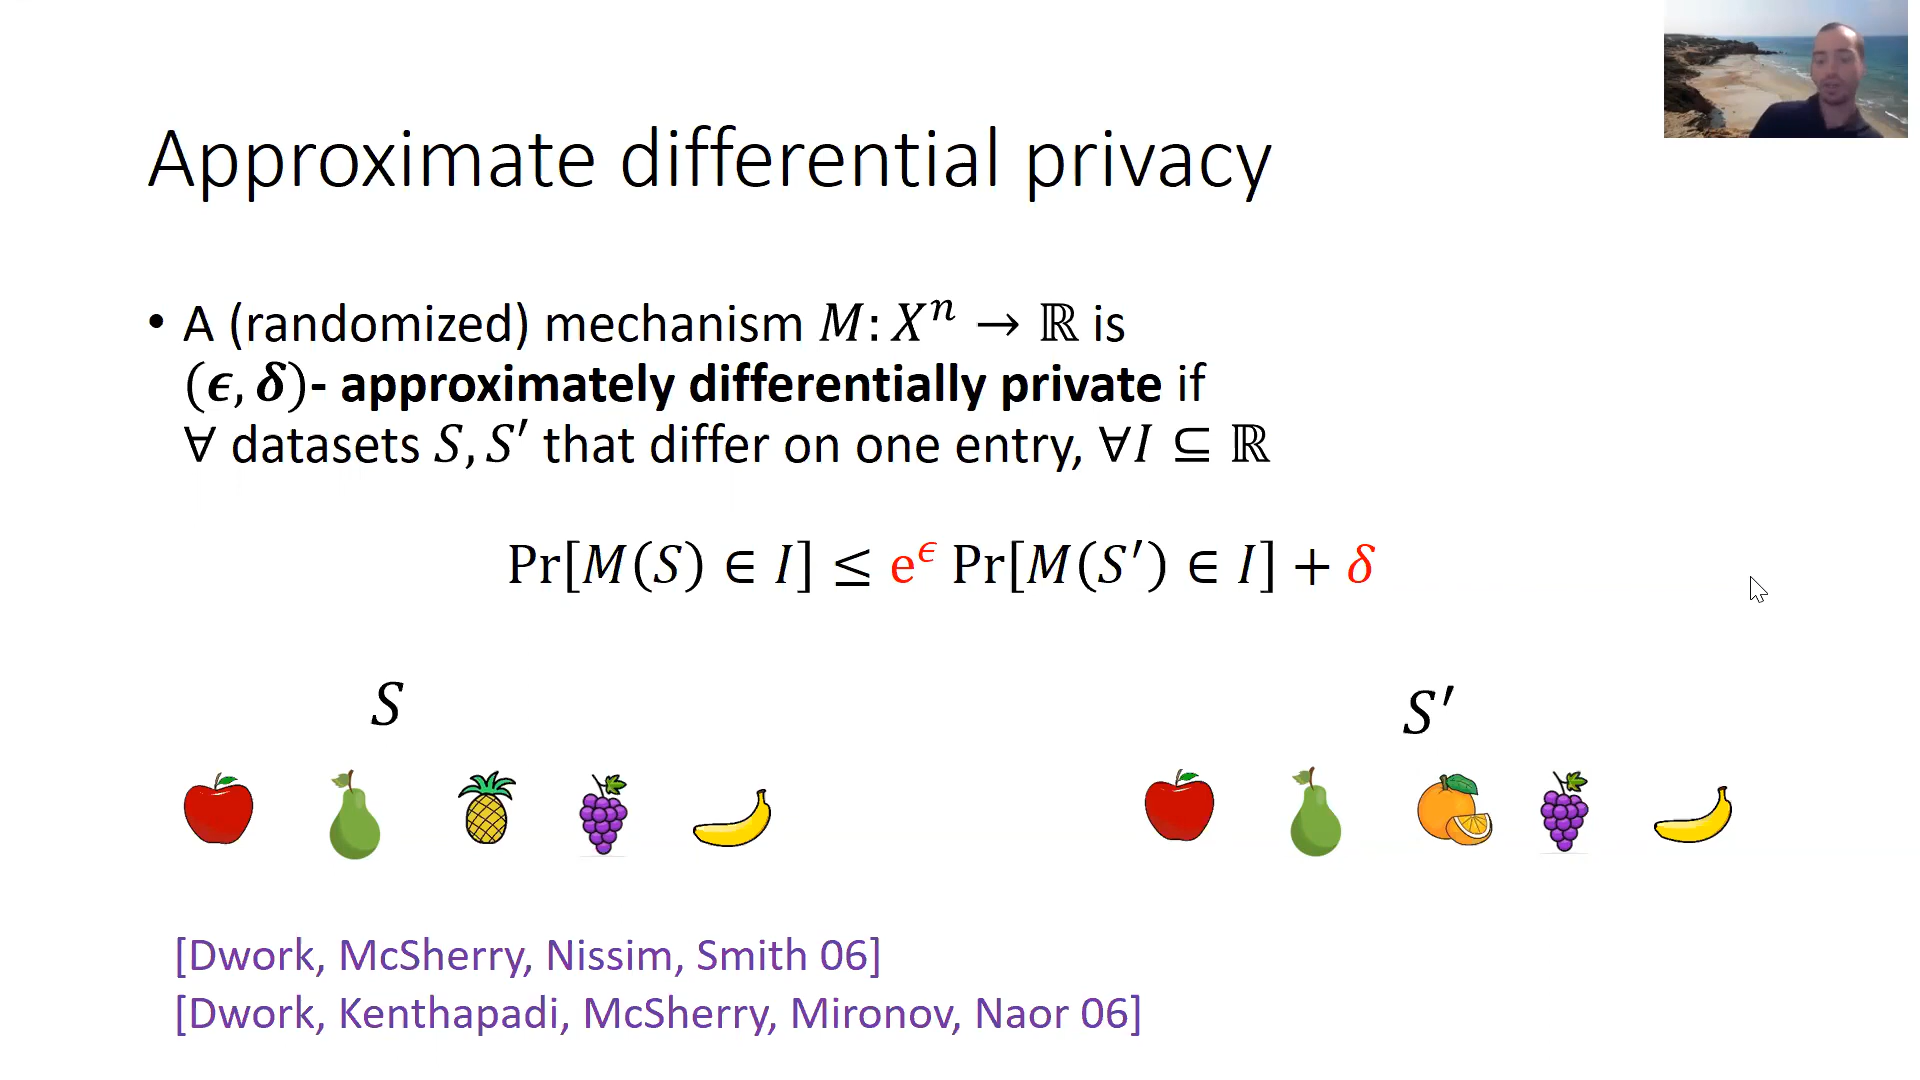 Approximate differential privacy
• A (randomized) mechanism M: Xⁿ → ℝ is
(ϵ, δ)- approximately differentially private if
∀ datasets S, S′ that differ on one entry, ∀I ⊆ ℝ
Pr[M(S) ∈ I] ≤ e^ϵ Pr[M(S′) ∈ I] + δ
S
S′
[Dwork, McSherry, Nissim, Smith 06]
[Dwork, Kenthapadi, McSherry, Mironov, Naor 06]